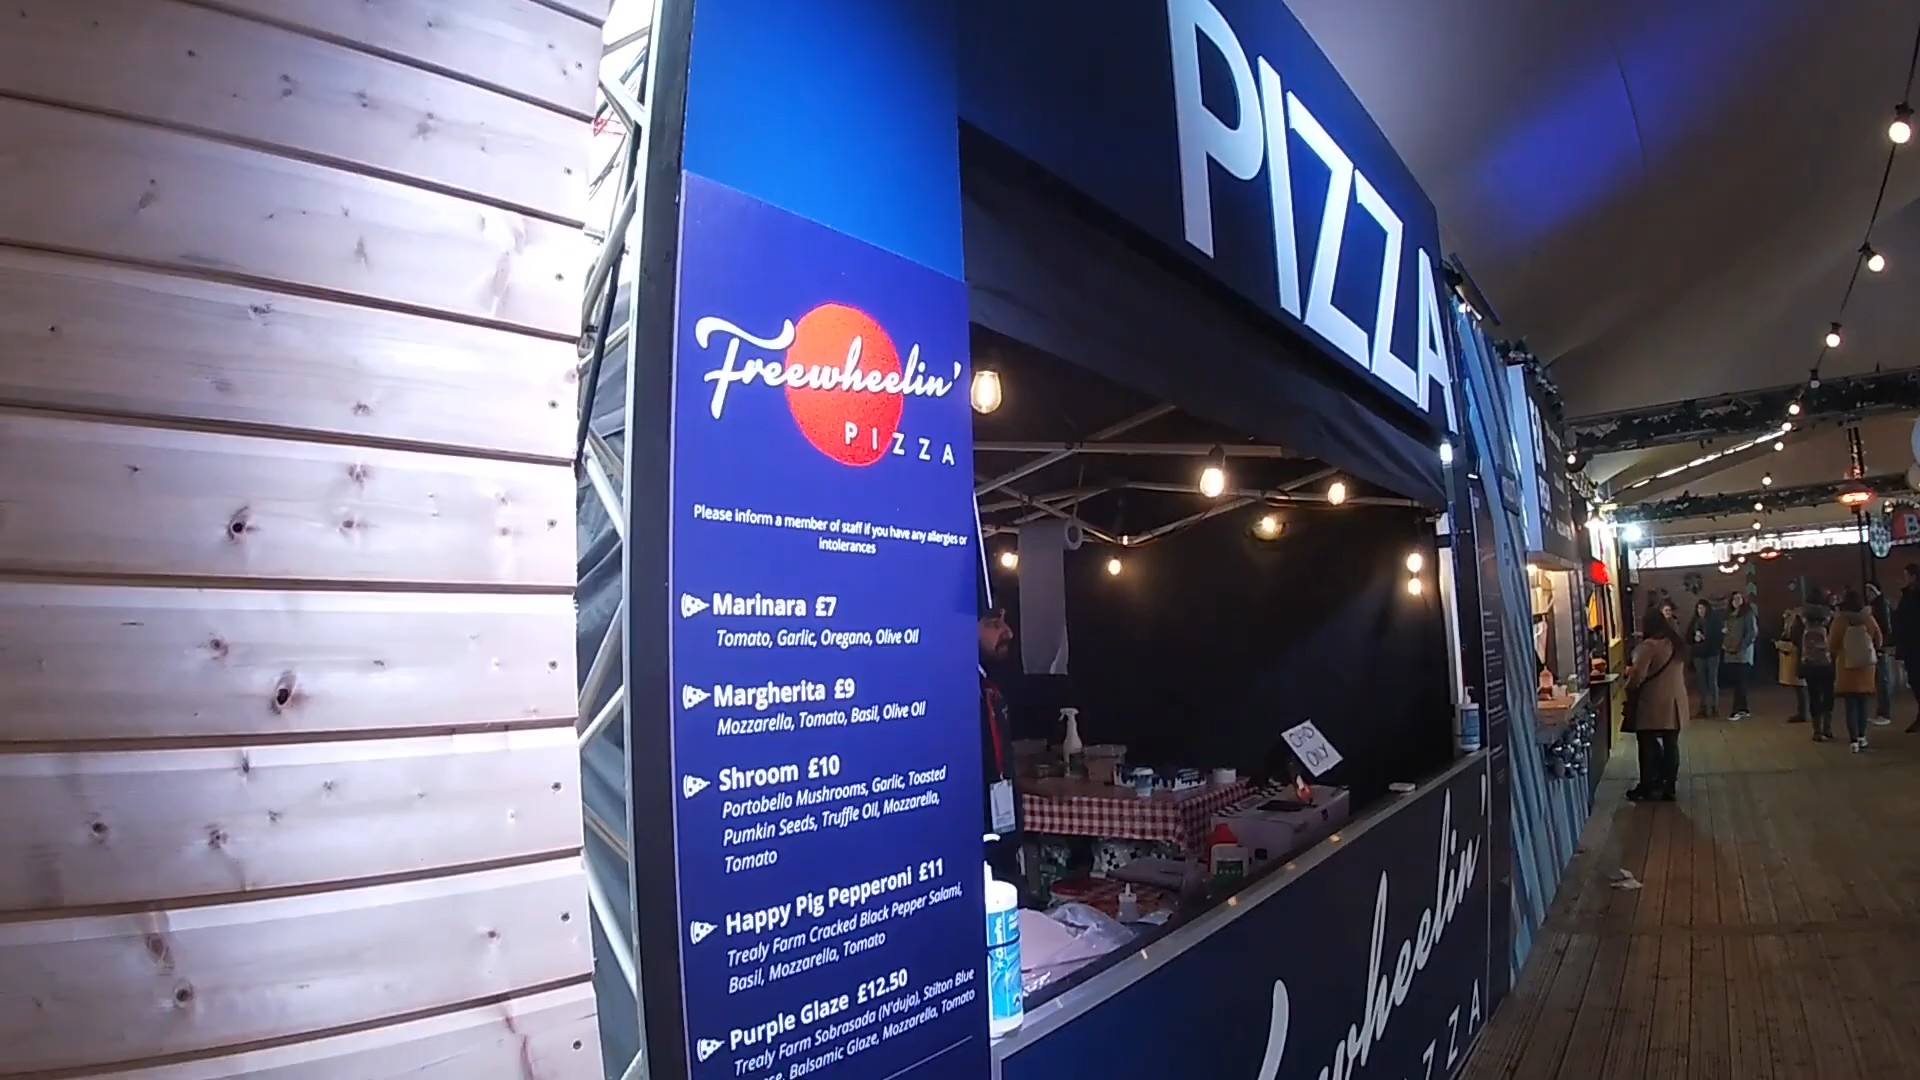 PIZZA
Freewheelin'
PIZZA
Please inform a member of staff if you have any allergies or
intolerances
Marinara £7
Tomato, Garlic, Oregano, Olive Oil
Margherita £9
Mozzarella, Tomato, Basil, Olive Oil
Shroom £10
Portobello Mushrooms, Garlic, Toasted
Pumkin Seeds, Truffle Oil, Mozzarella,
Tomato
Happy Pig Pepperoni £11
Trealy Farm Cracked Black Pepper Salami,
Basil, Mozzarella, Tomato
Purple Glaze £12.50
Trealy Farm Sobrasada (N'duja), Stilton Blue
Balsamic Glaze, Mozzarella, Tomato
ONLY